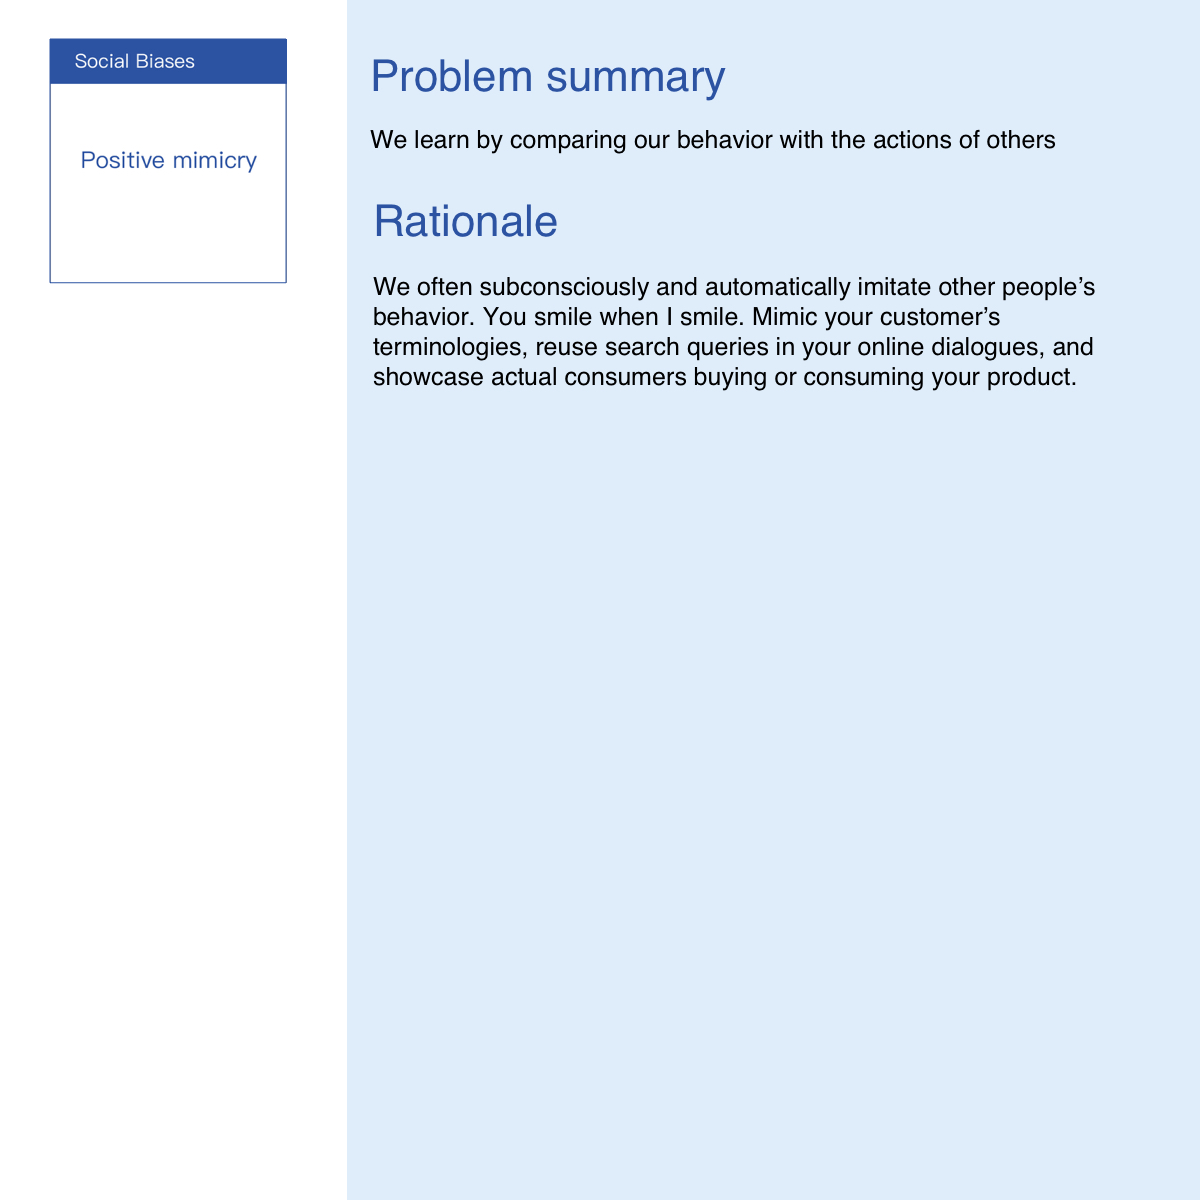 Social Biases
Positive mimicry
Problem summary
We learn by comparing our behavior with the actions of others
Rationale
We often subconsciously and automatically imitate other people’s
behavior. You smile when I smile. Mimic your customer’s
terminologies, reuse search queries in your online dialogues, and
showcase actual consumers buying or consuming your product.